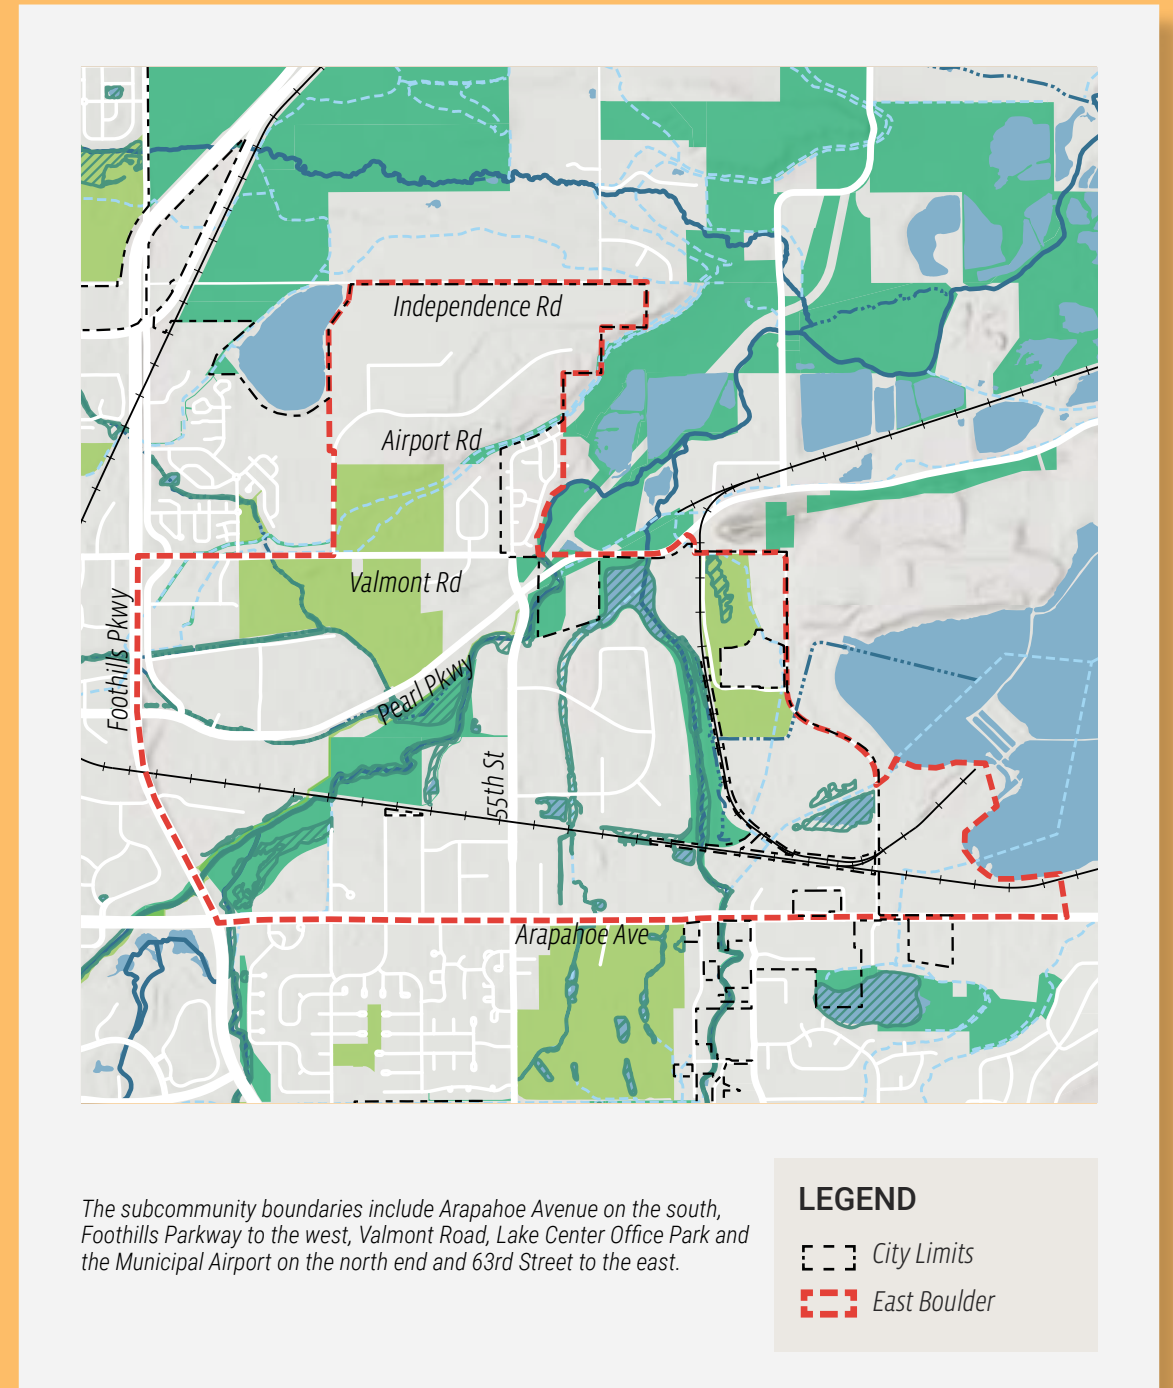 Independence Rd
Airport Rd
Valmont Rd
Foothills Pkwy
Pearl Pkwy
55th St
Arapahoe Ave
The subcommunity boundaries include Arapahoe Avenue on the south,
Foothills Parkway to the west, Valmont Road, Lake Center Office Park and
the Municipal Airport on the north end and 63rd Street to the east.
LEGEND
City Limits
East Boulder